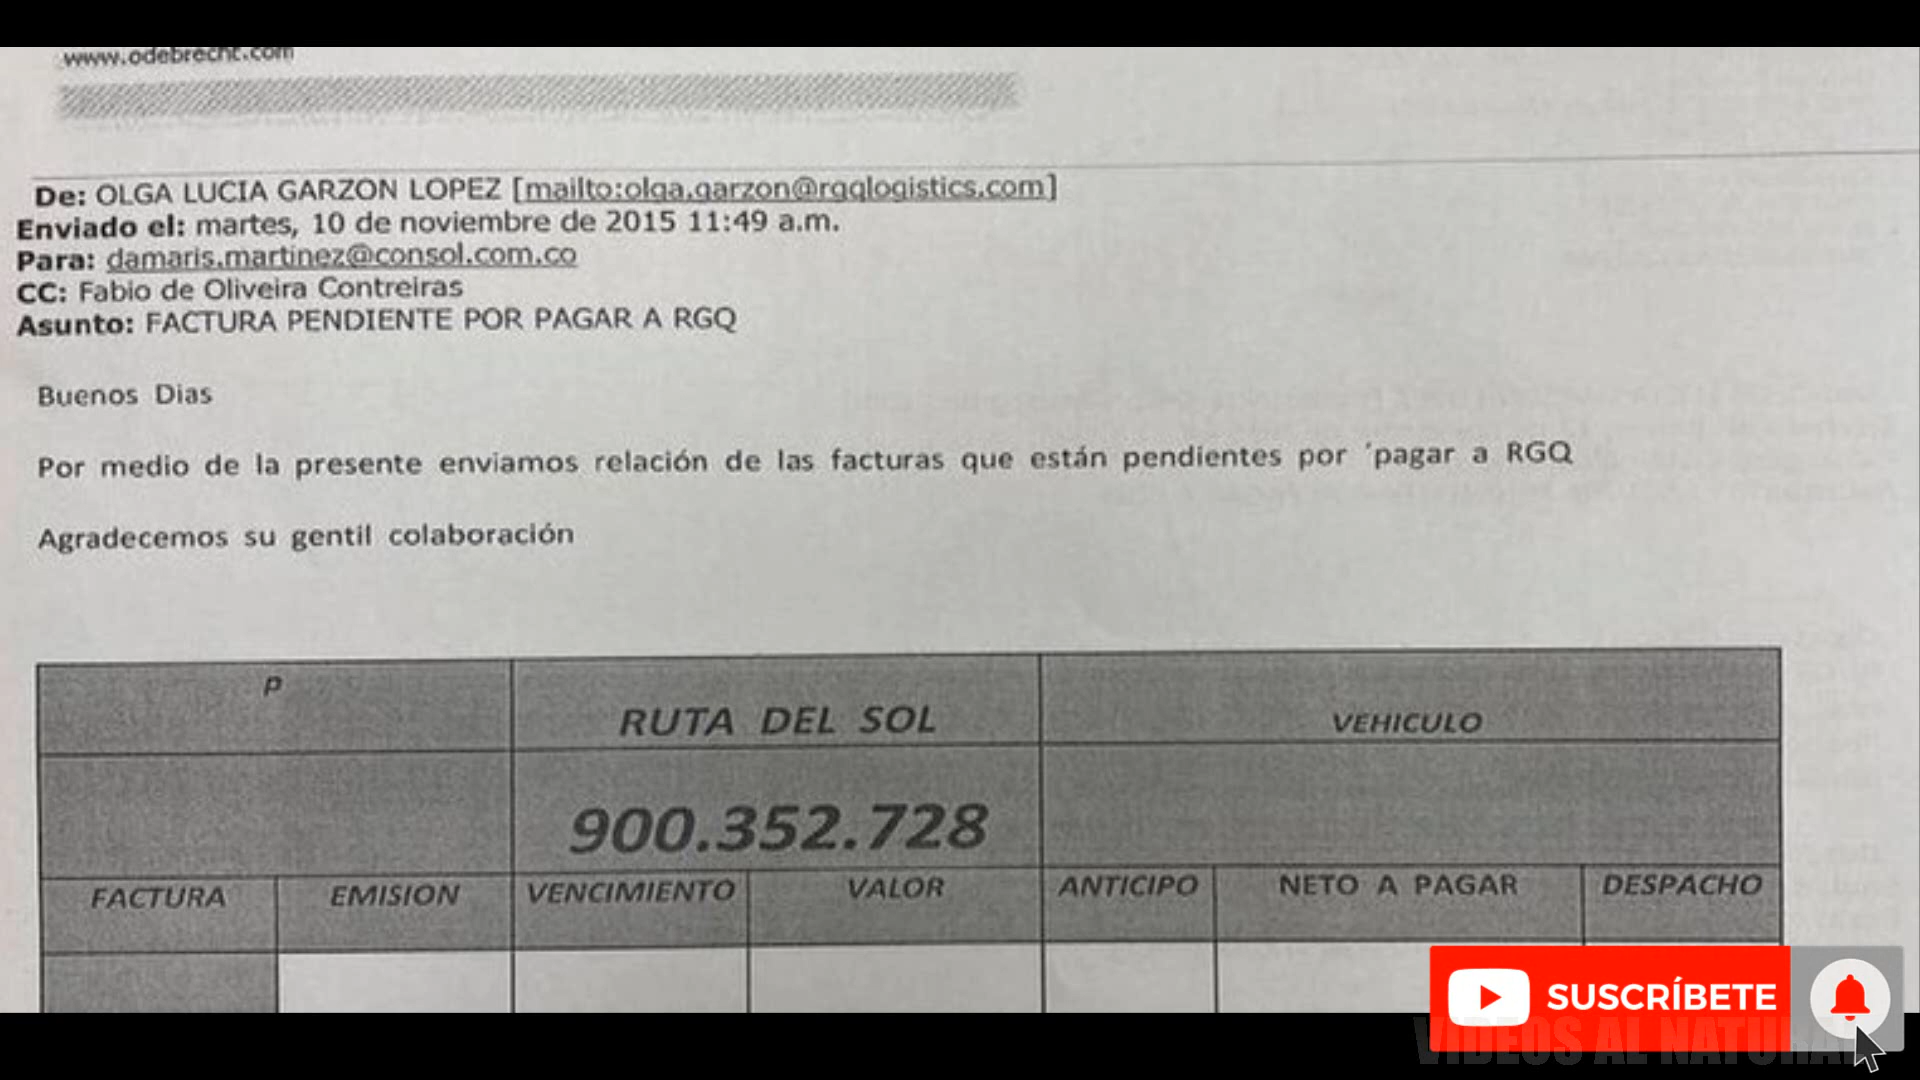 www.odebrecht.com
De: OLGA LUCIA GARZON LOPEZ [mailto:olga.garzon@rgqlogistics.com]
Enviado el: martes, 10 de noviembre de 2015 11:49 a.m.
Para: damaris.martinez@consol.com.co
CC: Fabio de Oliveira Contreiras
Asunto: FACTURA PENDIENTE POR PAGAR A RGQ
Buenos Dias
Por medio de la presente enviamos relación de las facturas que están pendientes por ´pagar a RGQ
Agradecemos su gentil colaboración
P RUTA DEL SOL VEHICULO
900.352.728
FACTURA EMISION VENCIMIENTO VALOR ANTICIPO NETO A PAGAR DESPACHO
SUSCRÍBETE
VIDEOS AL NATURAL